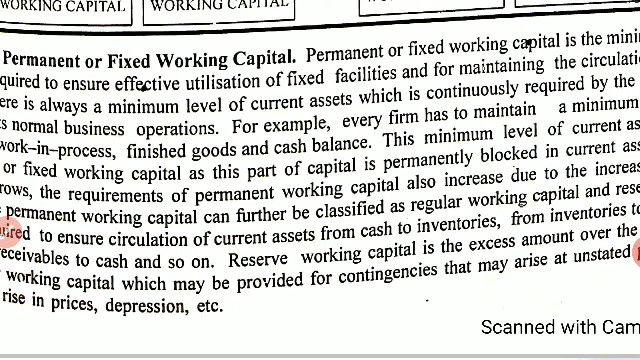 WORKING CAPITAL
WORKING CAPITAL
Permanent or Fixed Working Capital. Permanent or fixed working capital is the mini
quired to ensure effective utilisation of fixed facilities and for maintaining the circulati
ere is always a minimum level of current assets which is continuously required by the
s normal business operations. For example, every firm has to maintain a minimum
work–in–process, finished goods and cash balance. This minimum level of current as
or fixed working capital as this part of capital is permanently blocked in current ass
rows, the requirements of permanent working capital also increase due to the increas
permanent working capital can further be classified as regular working capital and rese
uired to ensure circulation of current assets from cash to inventories, from inventories to
eceivables to cash and so on. Reserve working capital is the excess amount over the
working capital which may be provided for contingencies that may arise at unstated
rise in prices, depression, etc.
Scanned with Cam